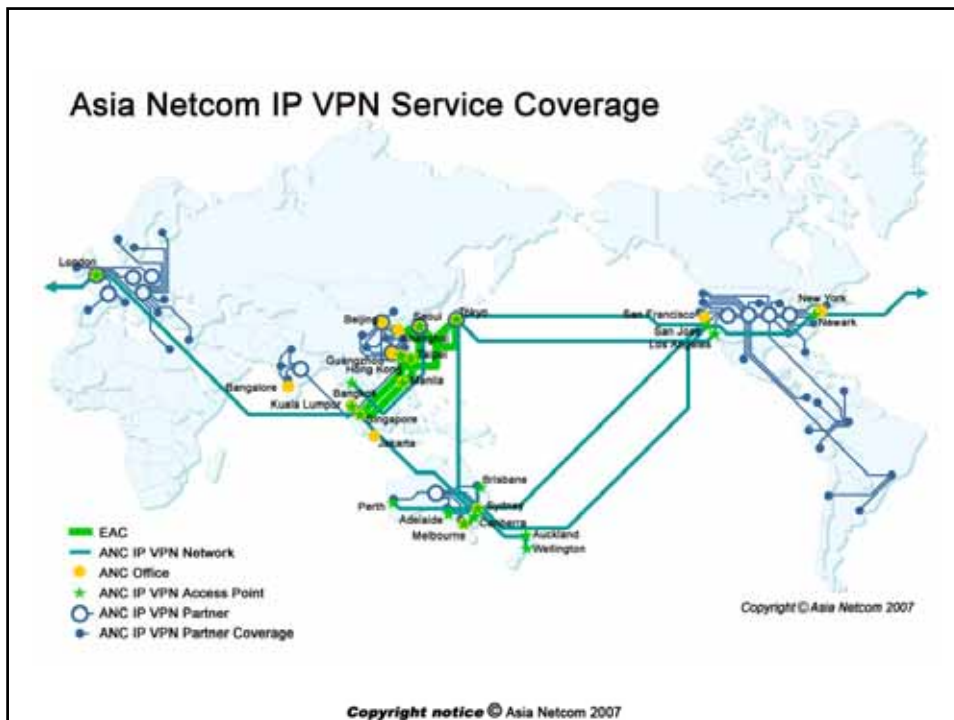 Asia Netcom IP VPN Service Coverage
London
Beijing
Seoul
Tokyo
Guangzhou
Taipei
Hong Kong
Manila
Bangalore
Bangkok
Kuala Lumpur
Singapore
Jakarta
San Francisco
San Jose
Los Angeles
New York
Newark
Brisbane
Perth
Sydney
Adelaide
Canberra
Melbourne
Auckland
Wellington
EAC
ANC IP VPN Network
ANC Office
ANC IP VPN Access Point
ANC IP VPN Partner
ANC IP VPN Partner Coverage
Copyright © Asia Netcom 2007
Copyright notice © Asia Netcom 2007